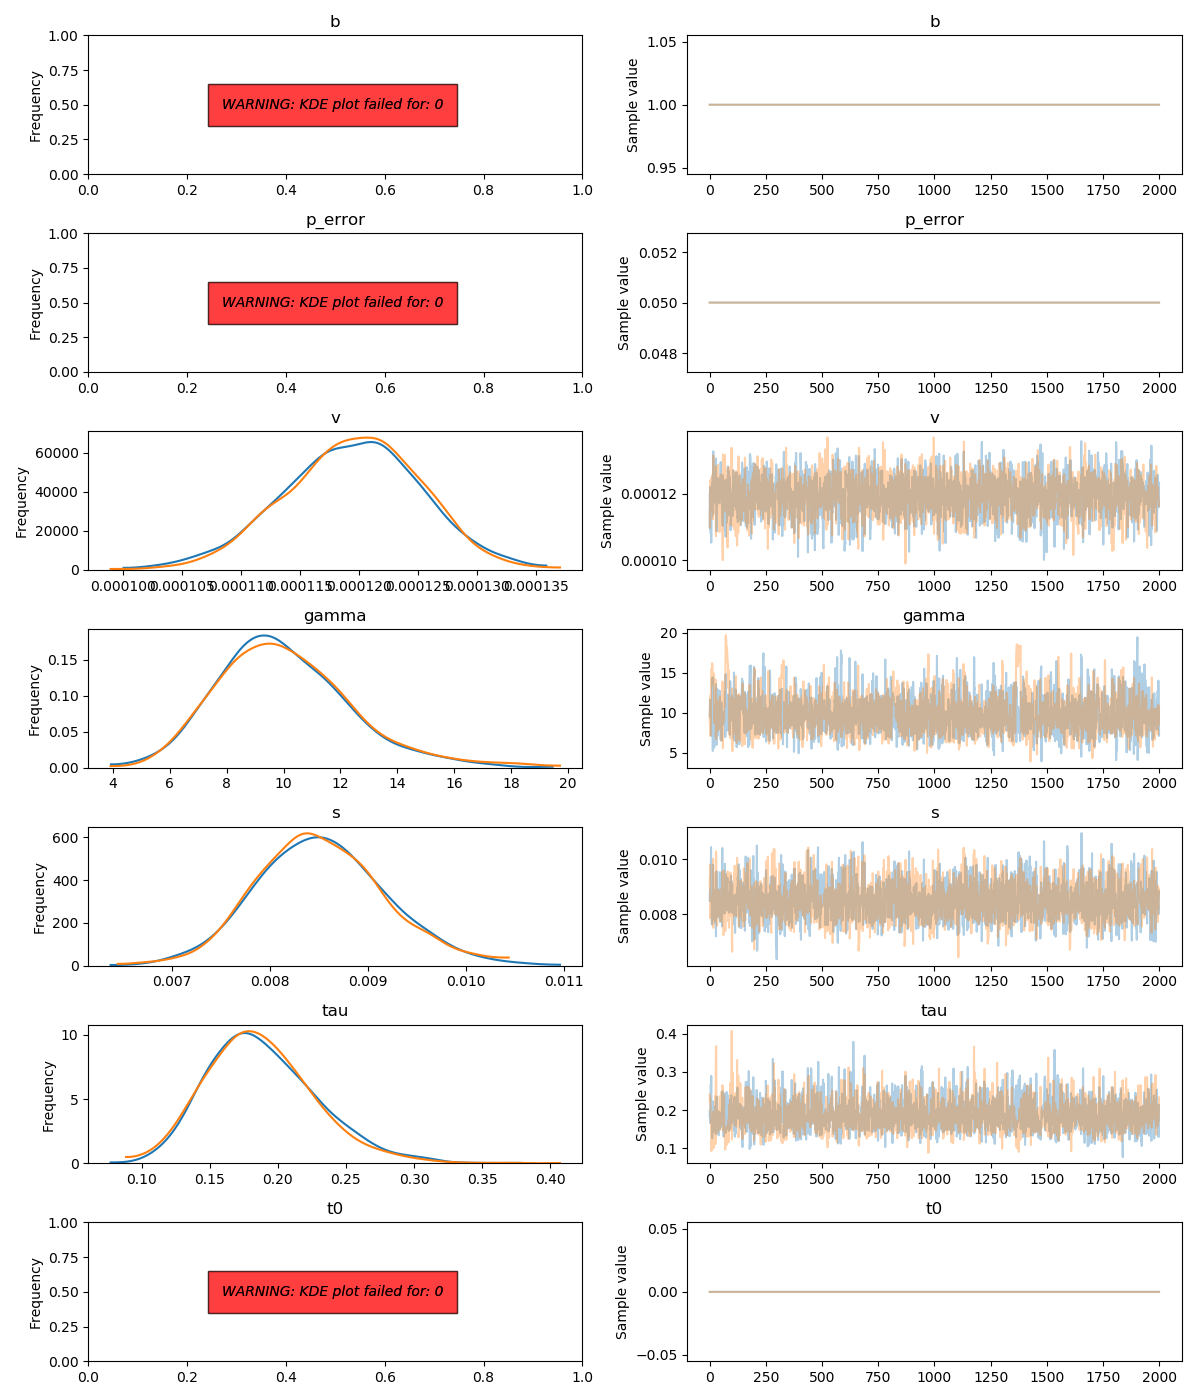 b
1.00
0.75
0.50
0.25
0.00
Frequency
WARNING: KDE plot failed for: 0
0.0 0.2 0.4 0.6 0.8 1.0
b
1.05
1.00
0.95
Sample value
0 250 500 750 1000 1250 1500 1750 2000
p_error
1.00
0.75
0.50
0.25
0.00
Frequency
WARNING: KDE plot failed for: 0
0.0 0.2 0.4 0.6 0.8 1.0
p_error
0.052
0.050
0.048
Sample value
0 250 500 750 1000 1250 1500 1750 2000
v
60000
40000
20000
0
Frequency
0.000100 0.000105 0.000110 0.000115 0.000120 0.000125 0.000130 0.000135
v
0.00012
0.00010
Sample value
0 250 500 750 1000 1250 1500 1750 2000
gamma
0.15
0.10
0.05
0.00
Frequency
4 6 8 10 12 14 16 18 20
gamma
20
15
10
5
Sample value
0 250 500 750 1000 1250 1500 1750 2000
s
600
400
200
0
Frequency
0.007 0.008 0.009 0.010 0.011
s
0.010
0.008
Sample value
0 250 500 750 1000 1250 1500 1750 2000
tau
10
5
0
Frequency
0.10 0.15 0.20 0.25 0.30 0.35 0.40
tau
0.4
0.3
0.2
0.1
Sample value
0 250 500 750 1000 1250 1500 1750 2000
t0
1.00
0.75
0.50
0.25
0.00
Frequency
WARNING: KDE plot failed for: 0
0.0 0.2 0.4 0.6 0.8 1.0
t0
0.05
0.00
−0.05
Sample value
0 250 500 750 1000 1250 1500 1750 2000